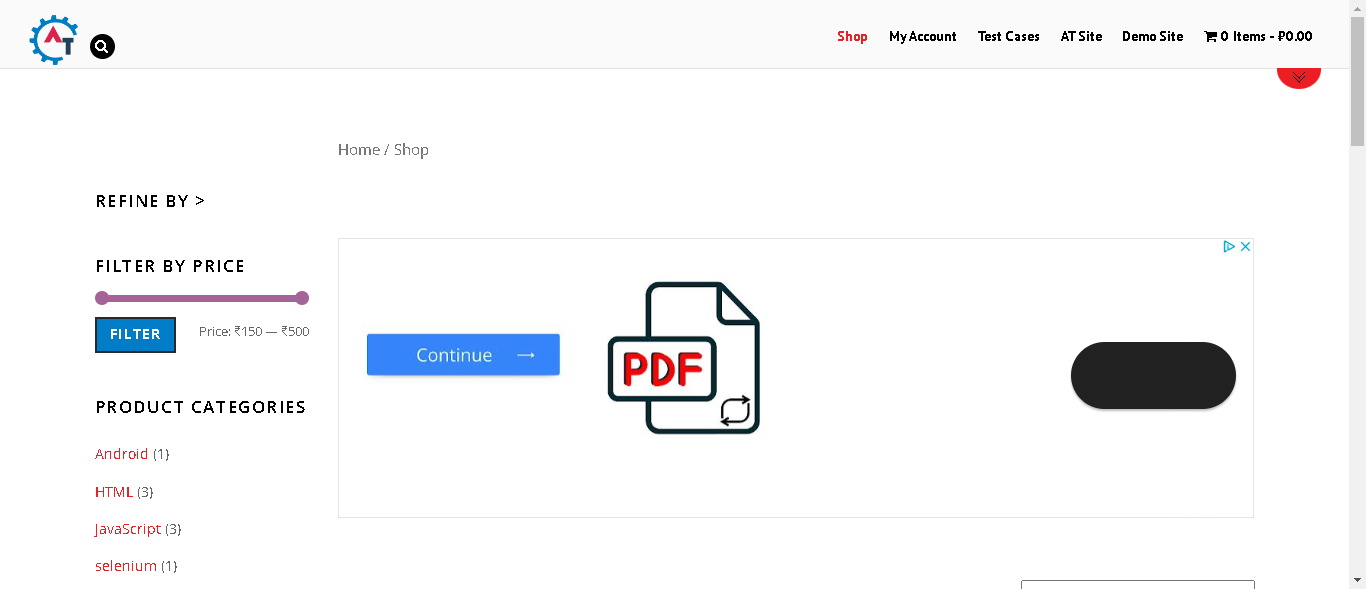 AT
Shop
My Account
Test Cases
AT Site
Demo Site
0 Items - ₽0.00
Home / Shop
REFINE BY >
FILTER BY PRICE
FILTER
Price: ₹150 — ₹500
Continue →
PDF
PRODUCT CATEGORIES
Android (1)
HTML (3)
JavaScript (3)
selenium (1)